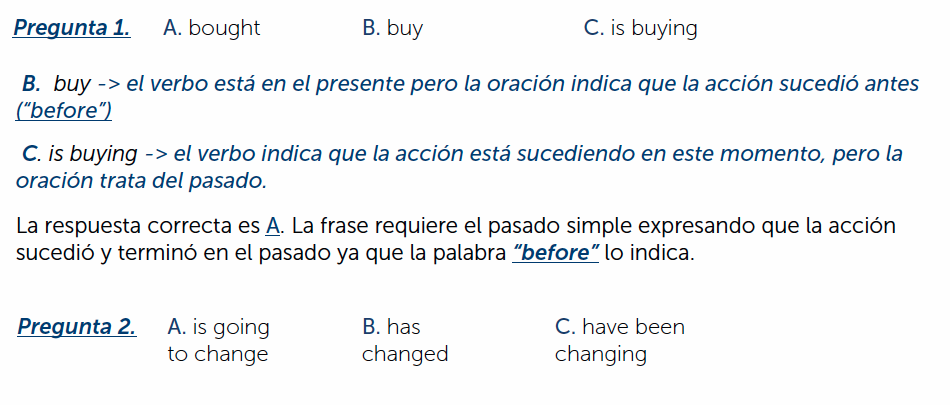 Pregunta 1. A. bought B. buy C. is buying
B. buy -> el verbo está en el presente pero la oración indica que la acción sucedió antes
(“before”)
C. is buying -> el verbo indica que la acción está sucediendo en este momento, pero la
oración trata del pasado.
La respuesta correcta es A. La frase requiere el pasado simple expresando que la acción
sucedió y terminó en el pasado ya que la palabra “before” lo indica.
Pregunta 2. A. is going B. has C. have been
to change changed changing